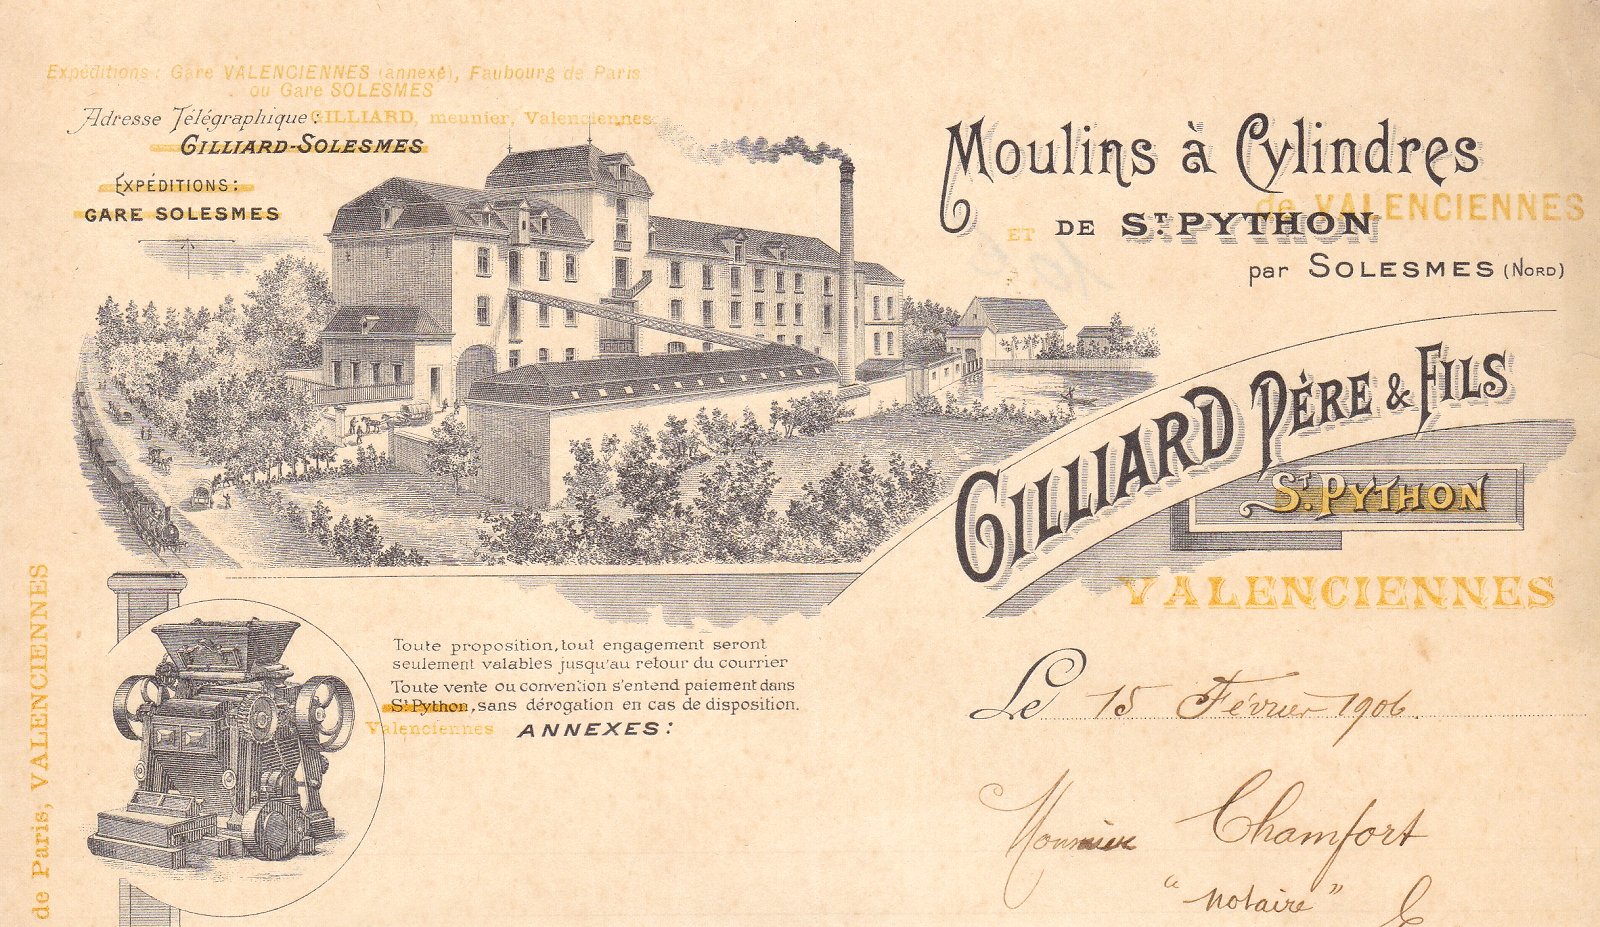 Expéditions : Gare VALENCIENNES (annexe), Faubourg de Paris
ou Gare SOLESMES
Adresse Télégraphique :
GILLIARD, meunier, Valenciennes
GILLIARD-SOLESMES
EXPÉDITIONS :
GARE SOLESMES
Moulins à Cylindres
de VALENCIENNES
ET DE ST. PYTHON
par SOLESMES (NORD)
GILLIARD PÈRE & FILS
ST. PYTHON
VALENCIENNES
de Paris, VALENCIENNES
Toute proposition, tout engagement seront
seulement valables jusqu'au retour du courrier
Toute vente ou convention s'entend paiement dans
St Python, sans dérogation en cas de disposition.
Valenciennes
ANNEXES :
Le 15 Février 1906.
Monsieur Chamfort
"notaire"